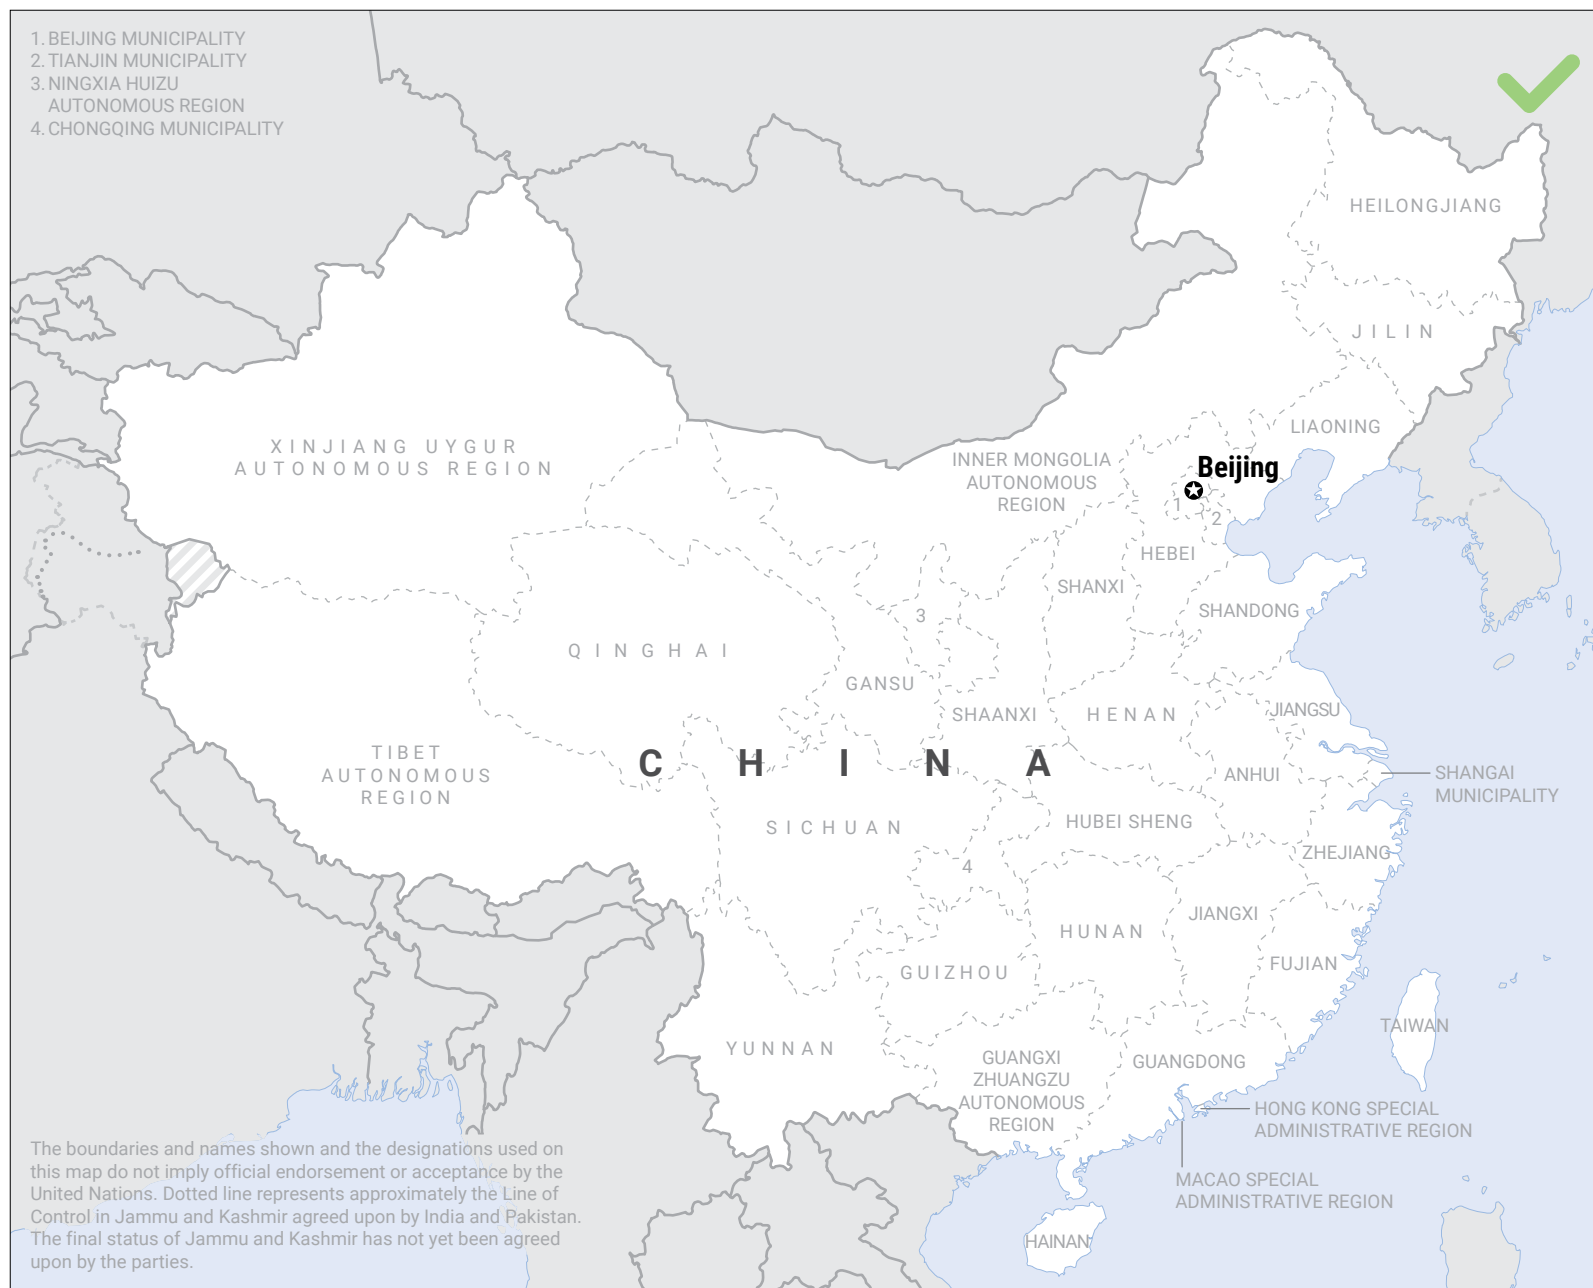 1. BEIJING MUNICIPALITY
2. TIANJIN MUNICIPALITY
3. NINGXIA HUIZU
AUTONOMOUS REGION
4. CHONGQING MUNICIPALITY
HEILONGJIANG
JILIN
LIAONING
XINJIANG UYGUR
AUTONOMOUS REGION
INNER MONGOLIA
AUTONOMOUS
REGION
Beijing
1
2
HEBEI
SHANXI
SHANDONG
3
QINGHAI
GANSU
SHAANXI
HENAN
JIANGSU
TIBET
AUTONOMOUS
REGION
CHINA
ANHUI
SHANGAI
MUNICIPALITY
SICHUAN
HUBEI SHENG
ZHEJIANG
4
JIANGXI
HUNAN
FUJIAN
GUIZHOU
TAIWAN
YUNNAN
GUANGXI
ZHUANGZU
AUTONOMOUS
REGION
GUANGDONG
HONG KONG SPECIAL
ADMINISTRATIVE REGION
MACAO SPECIAL
ADMINISTRATIVE REGION
HAINAN
The boundaries and names shown and the designations used on
this map do not imply official endorsement or acceptance by the
United Nations. Dotted line represents approximately the Line of
Control in Jammu and Kashmir agreed upon by India and Pakistan.
The final status of Jammu and Kashmir has not yet been agreed
upon by the parties.